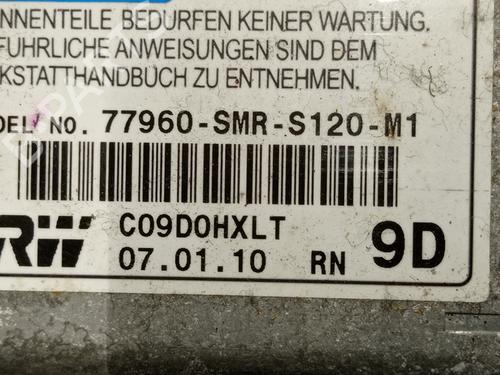 NNENTEILE BEDURFEN KEINER WARTUNG.
FUHRLICHE ANWEISUNGEN SIND DEM
KSTATTHANDBUCH ZU ENTNEHMEN.
DEL NO. 77960-SMR-S120-M1
TRW C09D0HXLT
07.01.10 RN 9D